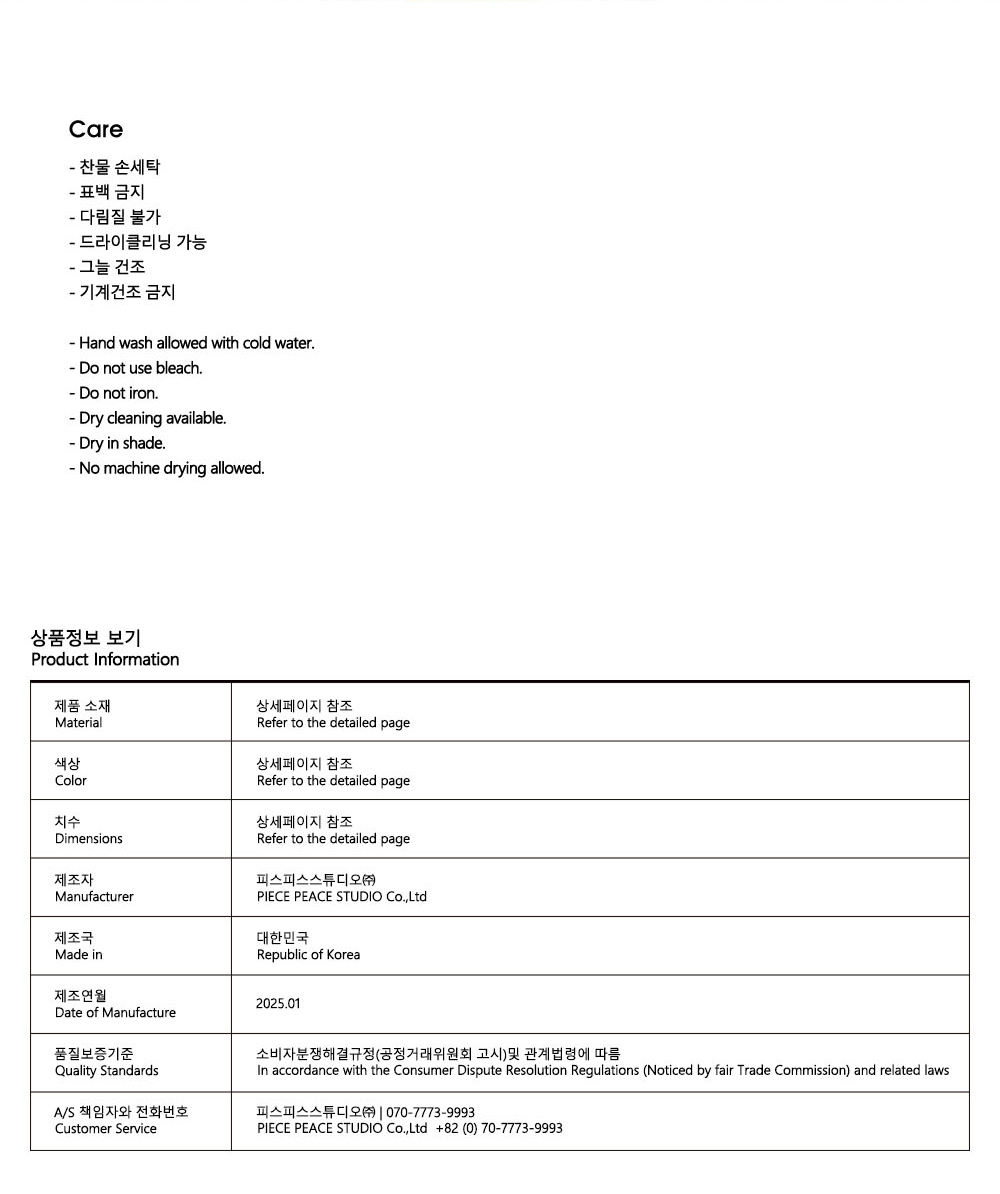 Care
- 찬물 손세탁
- 표백 금지
- 다림질 불가
- 드라이클리닝 가능
- 그늘 건조
- 기계건조 금지
- Hand wash allowed with cold water.
- Do not use bleach.
- Do not iron.
- Dry cleaning available.
- Dry in shade.
- No machine drying allowed.
상품정보 보기
Product Information
제품 소재
Material
상세페이지 참조
Refer to the detailed page
색상
Color
상세페이지 참조
Refer to the detailed page
치수
Dimensions
상세페이지 참조
Refer to the detailed page
제조자
Manufacturer
피스피스스튜디오㈜
PIECE PEACE STUDIO Co.,Ltd
제조국
Made in
대한민국
Republic of Korea
제조연월
Date of Manufacture
2025.01
품질보증기준
Quality Standards
소비자분쟁해결규정(공정거래위원회 고시)및 관계법령에 따름
In accordance with the Consumer Dispute Resolution Regulations (Noticed by fair Trade Commission) and related laws
A/S 책임자와 전화번호
Customer Service
피스피스스튜디오㈜ | 070-7773-9993
PIECE PEACE STUDIO Co.,Ltd +82 (0) 70-7773-9993